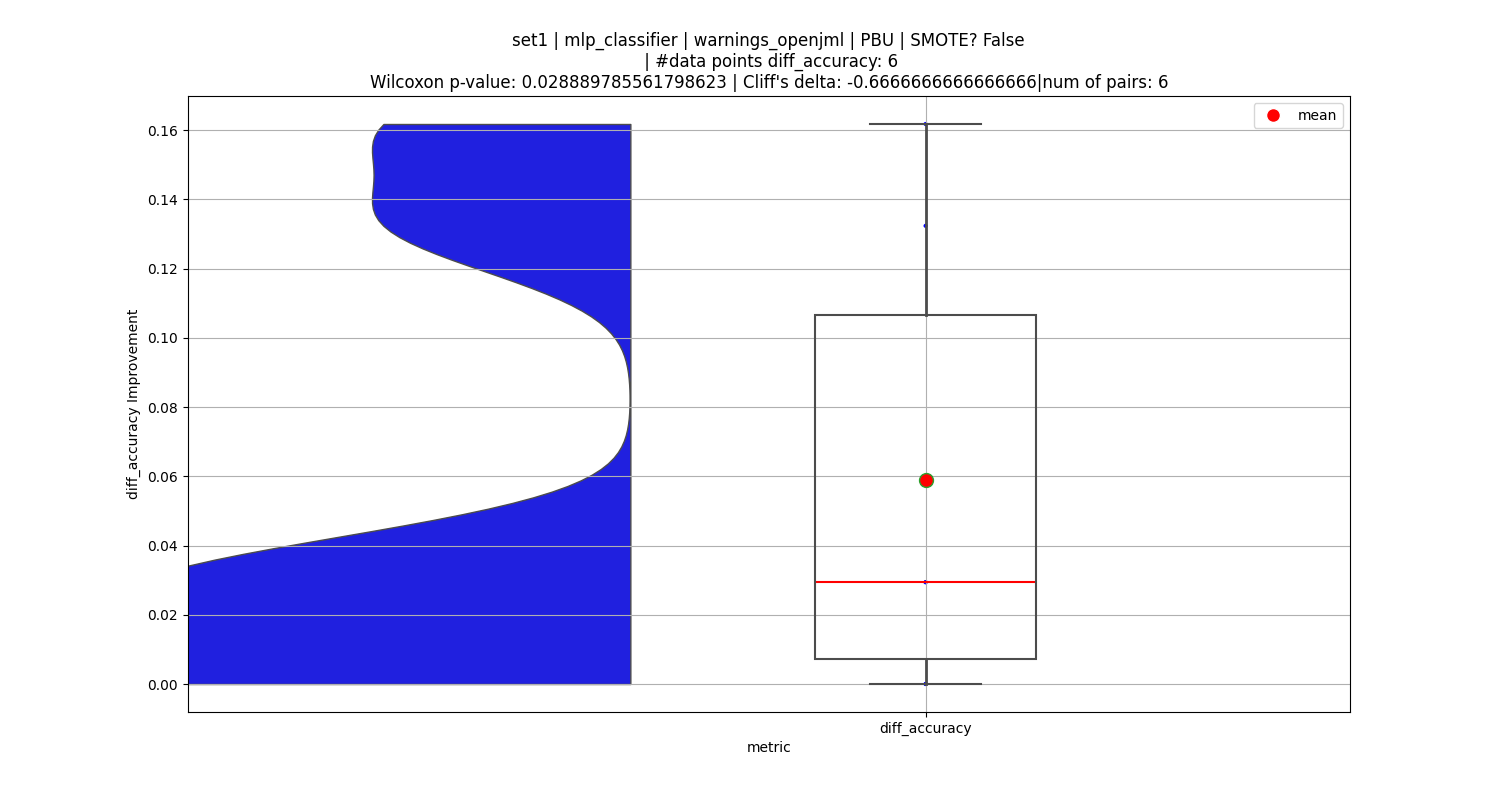 set1 | mlp_classifier | warnings_openjml | PBU | SMOTE? False
| #data points diff_accuracy: 6
Wilcoxon p-value: 0.028889785561798623 | Cliff's delta: -0.6666666666666666|num of pairs: 6
mean
0.16
0.14
0.12
0.10
0.08
0.06
0.04
0.02
0.00
diff_accuracy Improvement
diff_accuracy
metric